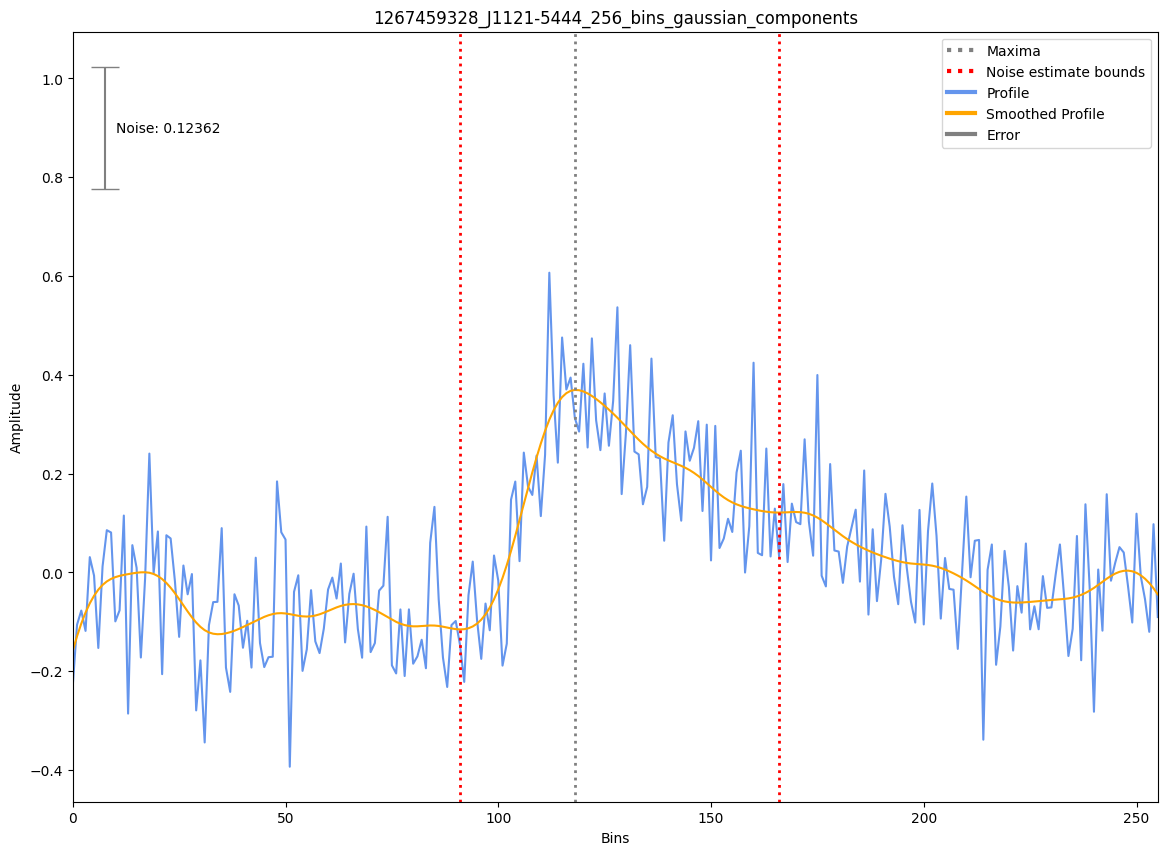 1267459328_J1121-5444_256_bins_gaussian_components
Maxima
Noise estimate bounds
Profile
Smoothed Profile
Error
Noise: 0.12362
1.0
0.8
0.6
0.4
0.2
0.0
−0.2
−0.4
Amplitude
0
50
100
150
200
250
Bins